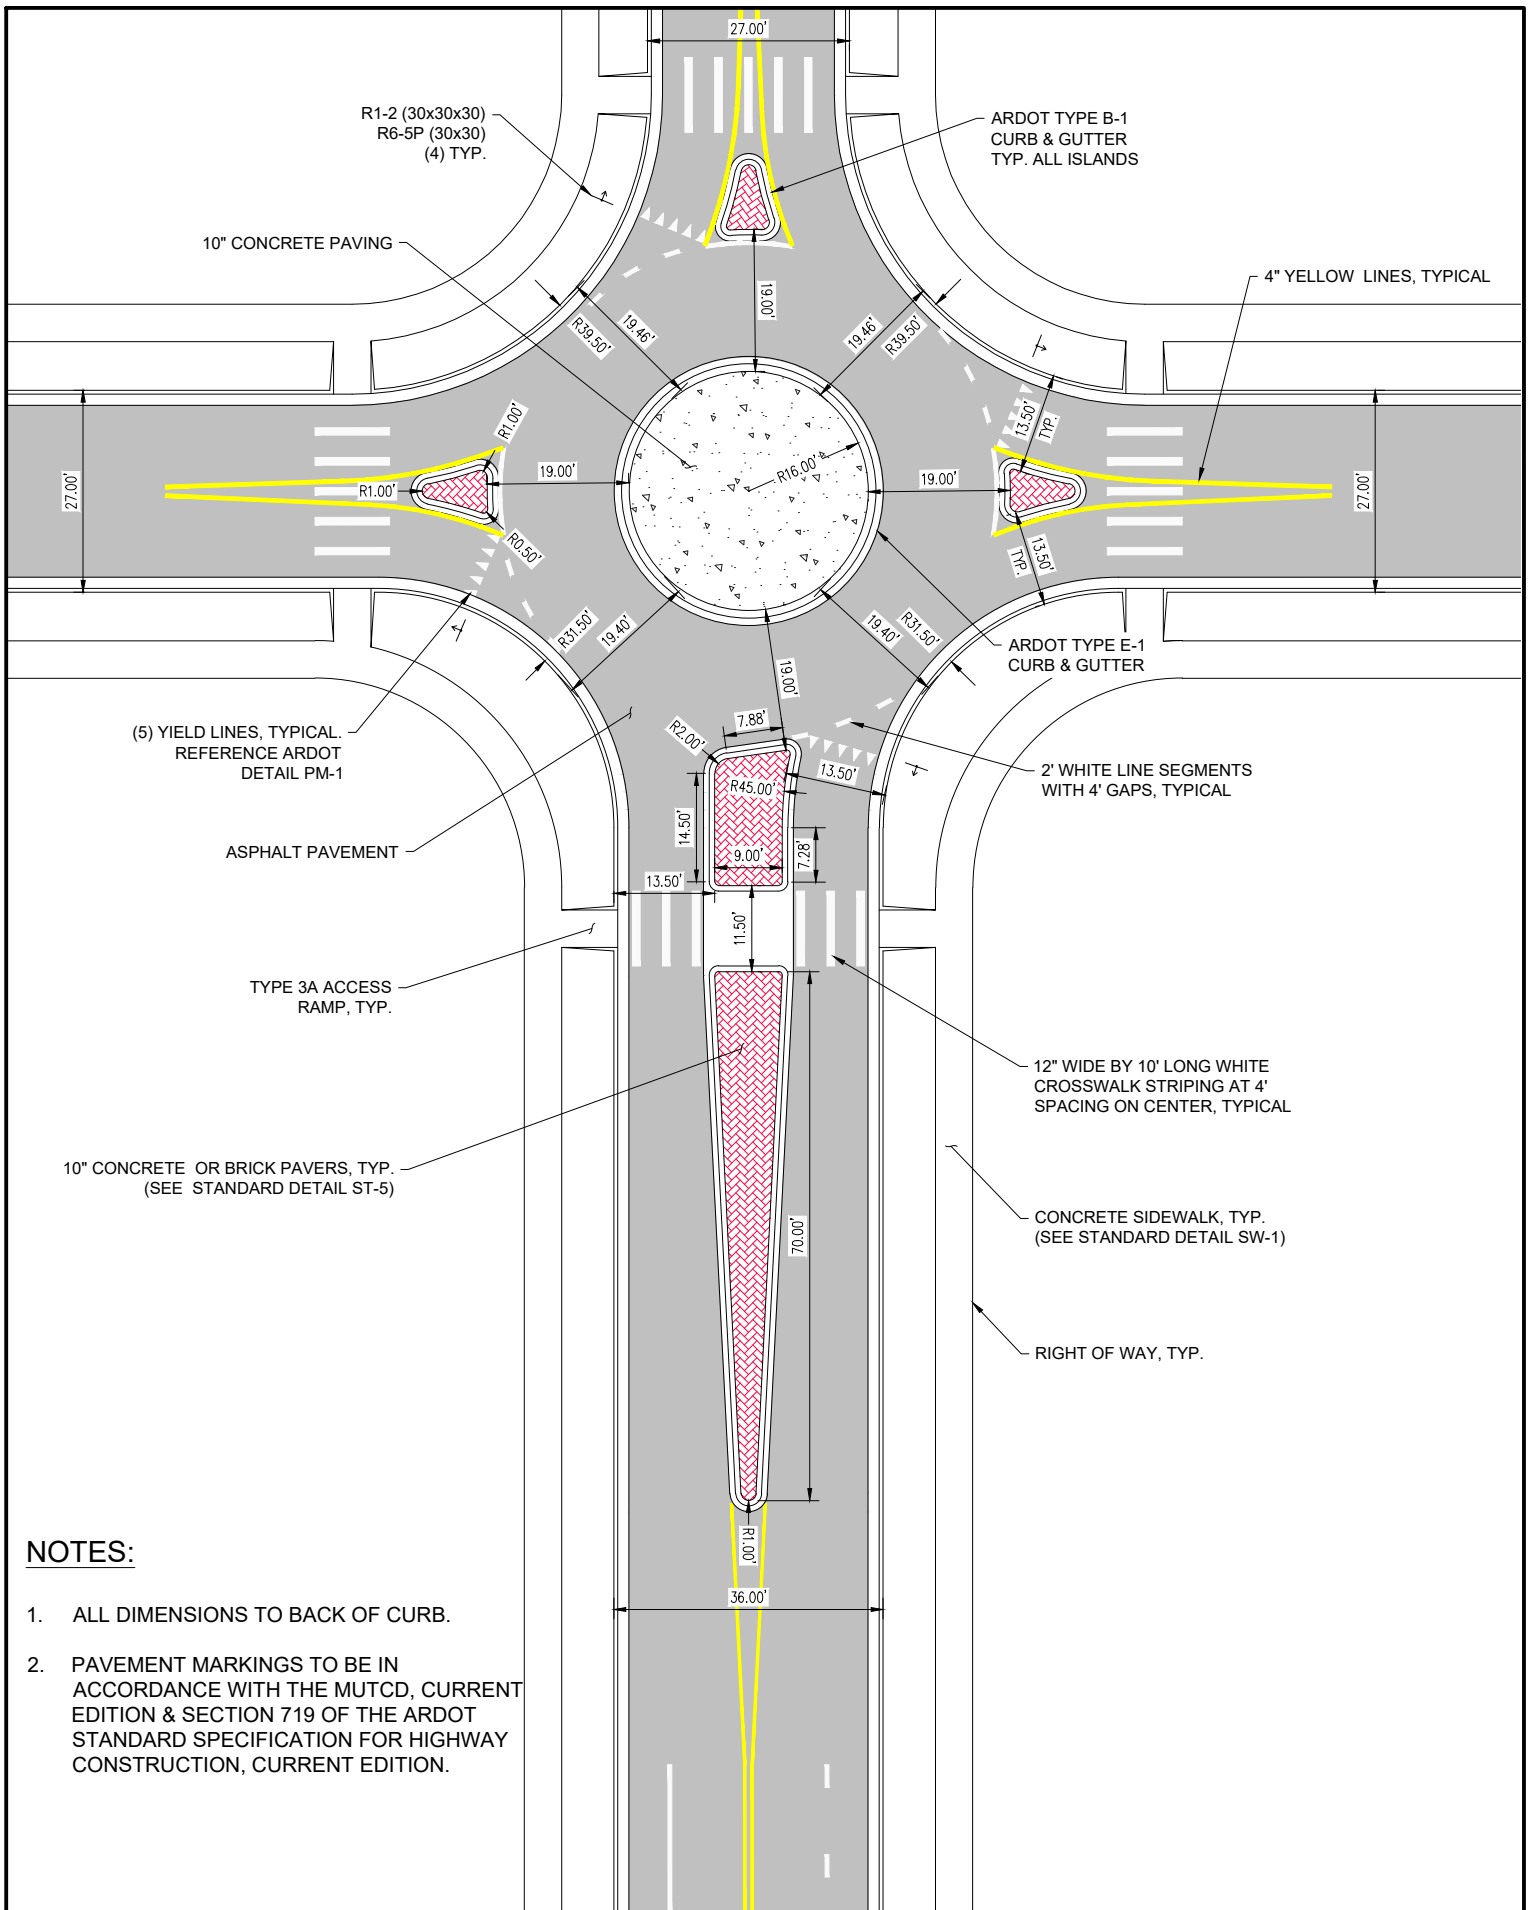 27.00'
R1-2 (30x30x30)
R6-5P (30x30)
(4) TYP.
ARDOT TYPE B-1
CURB & GUTTER
TYP. ALL ISLANDS
10" CONCRETE PAVING
4" YELLOW  LINES, TYPICAL
19.00'
19.46'
R39.50'
19.46'
R39.50'
13.50'
TYP.
R1.00'
27.00'
R1.00'
19.00'
R16.00'
19.00'
27.00'
R0.50'
13.50'
TYP.
R31.50'
19.40'
19.40'
R31.50'
ARDOT TYPE E-1
CURB & GUTTER
19.00'
(5) YIELD LINES, TYPICAL.
REFERENCE ARDOT
DETAIL PM-1
7.88'
R2.00'
13.50'
R45.00'
2' WHITE LINE SEGMENTS
WITH 4' GAPS, TYPICAL
14.50'
7.28'
ASPHALT PAVEMENT
9.00'
13.50'
11.50'
TYPE 3A ACCESS
RAMP, TYP.
12" WIDE BY 10' LONG WHITE
CROSSWALK STRIPING AT 4'
SPACING ON CENTER, TYPICAL
10" CONCRETE  OR BRICK PAVERS, TYP.
(SEE  STANDARD DETAIL ST-5)
70.00'
CONCRETE SIDEWALK, TYP.
(SEE STANDARD DETAIL SW-1)
RIGHT OF WAY, TYP.
R1.00'
36.00'
NOTES:
1. ALL DIMENSIONS TO BACK OF CURB.
2. PAVEMENT MARKINGS TO BE IN
ACCORDANCE WITH THE MUTCD, CURRENT
EDITION & SECTION 719 OF THE ARDOT
STANDARD SPECIFICATION FOR HIGHWAY
CONSTRUCTION, CURRENT EDITION.